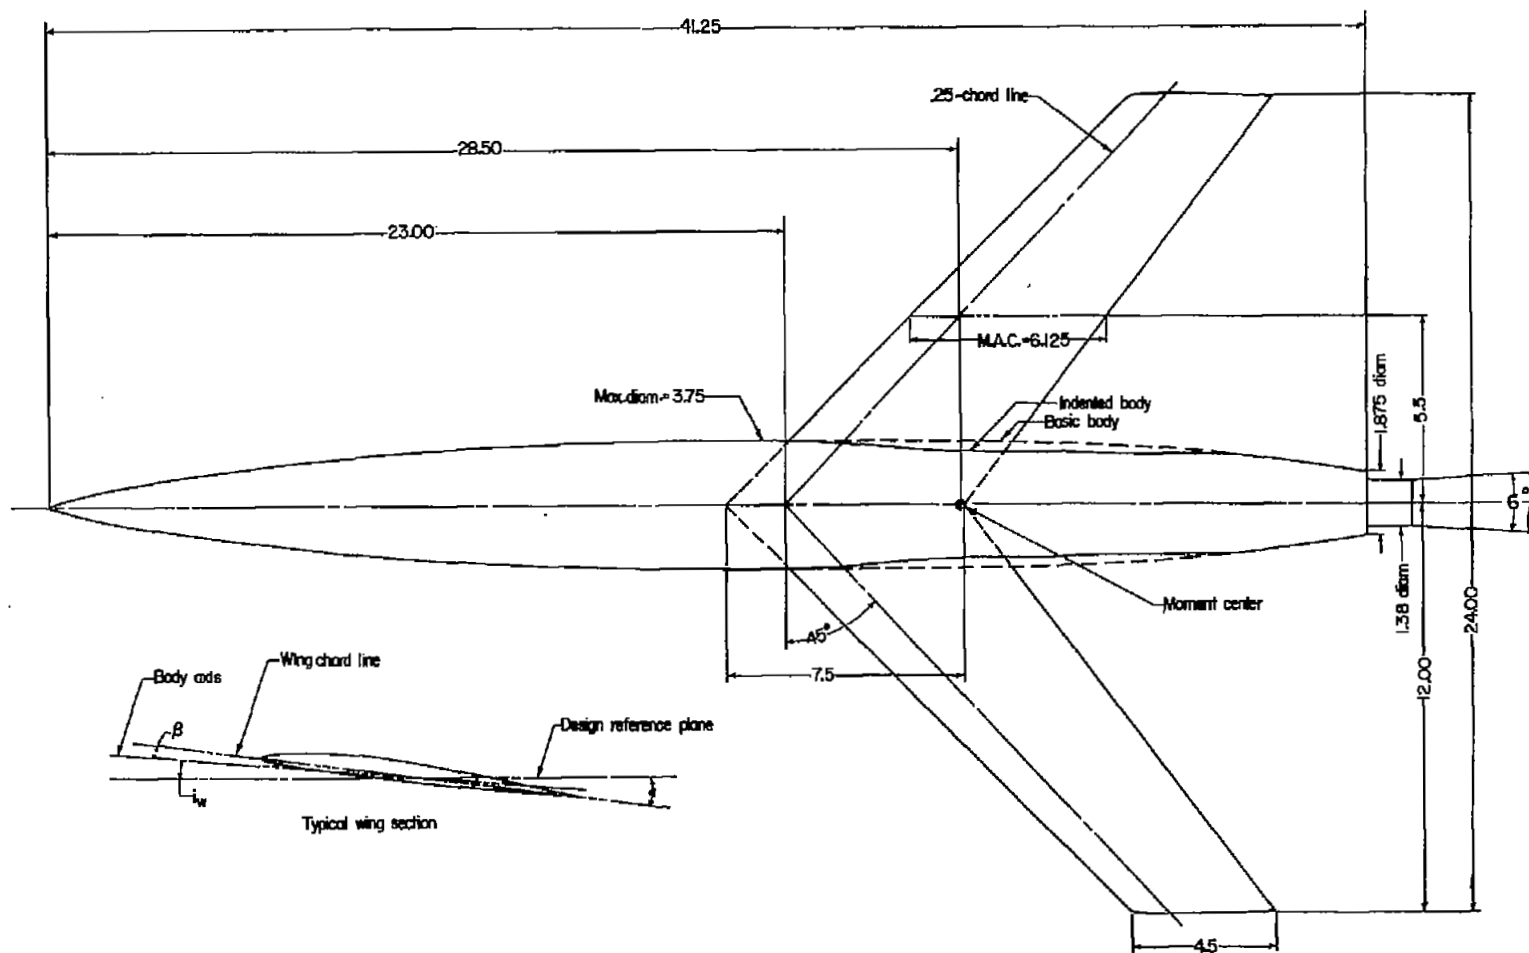 41.25
.25-chord line
28.50
23.00
M.A.C.=6.125
Max. diam.= 3.75
Indented body
Basic body
1.875 diam
5.5
6°
Moment center
1.38 diam
24.00
45°
12.00
7.5
Wing chord line
Body axis
β
Design reference plane
i_w
Typical wing section
4.5